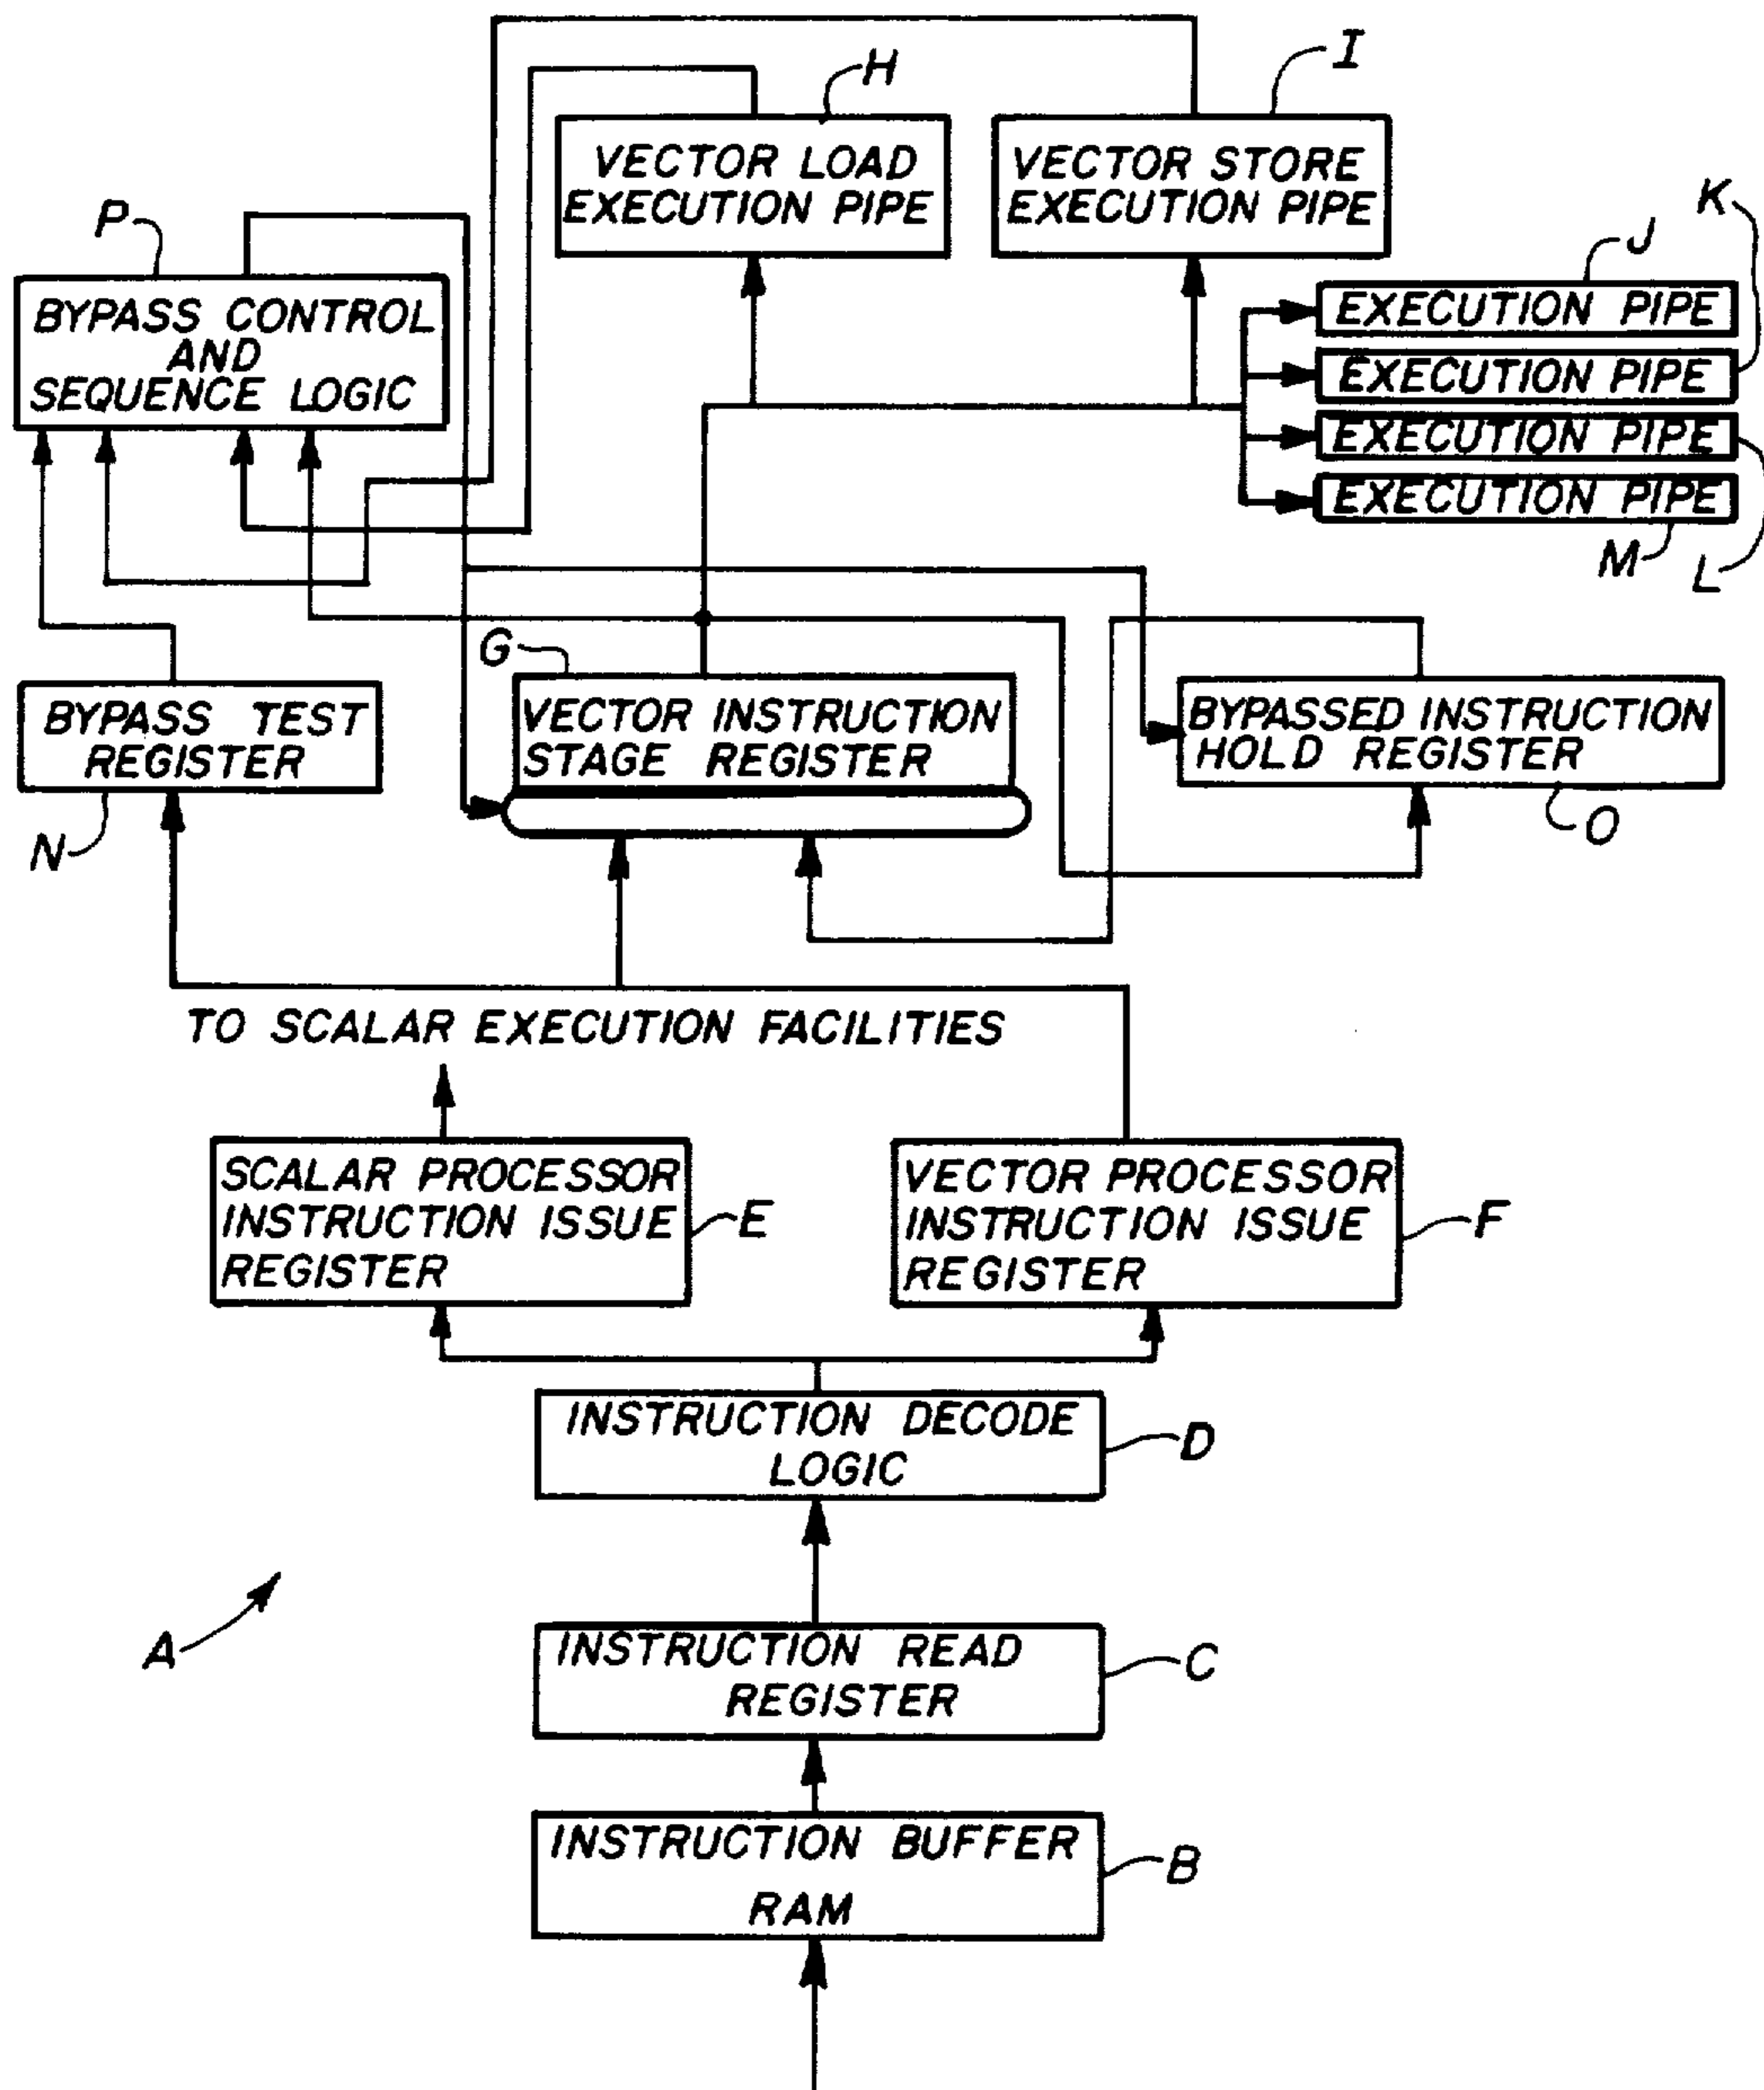 H
I
VECTOR LOAD
EXECUTION PIPE
VECTOR STORE
EXECUTION PIPE
K
P
J
BYPASS CONTROL
AND
SEQUENCE LOGIC
EXECUTION PIPE
EXECUTION PIPE
EXECUTION PIPE
EXECUTION PIPE
M
L
G
BYPASS TEST
REGISTER
VECTOR INSTRUCTION
STAGE REGISTER
BYPASSED INSTRUCTION
HOLD REGISTER
N
O
TO SCALAR EXECUTION FACILITIES
SCALAR PROCESSOR
INSTRUCTION ISSUE
REGISTER
E
VECTOR PROCESSOR
INSTRUCTION ISSUE
REGISTER
F
INSTRUCTION DECODE
LOGIC
D
A
INSTRUCTION READ
REGISTER
C
INSTRUCTION BUFFER
RAM
B